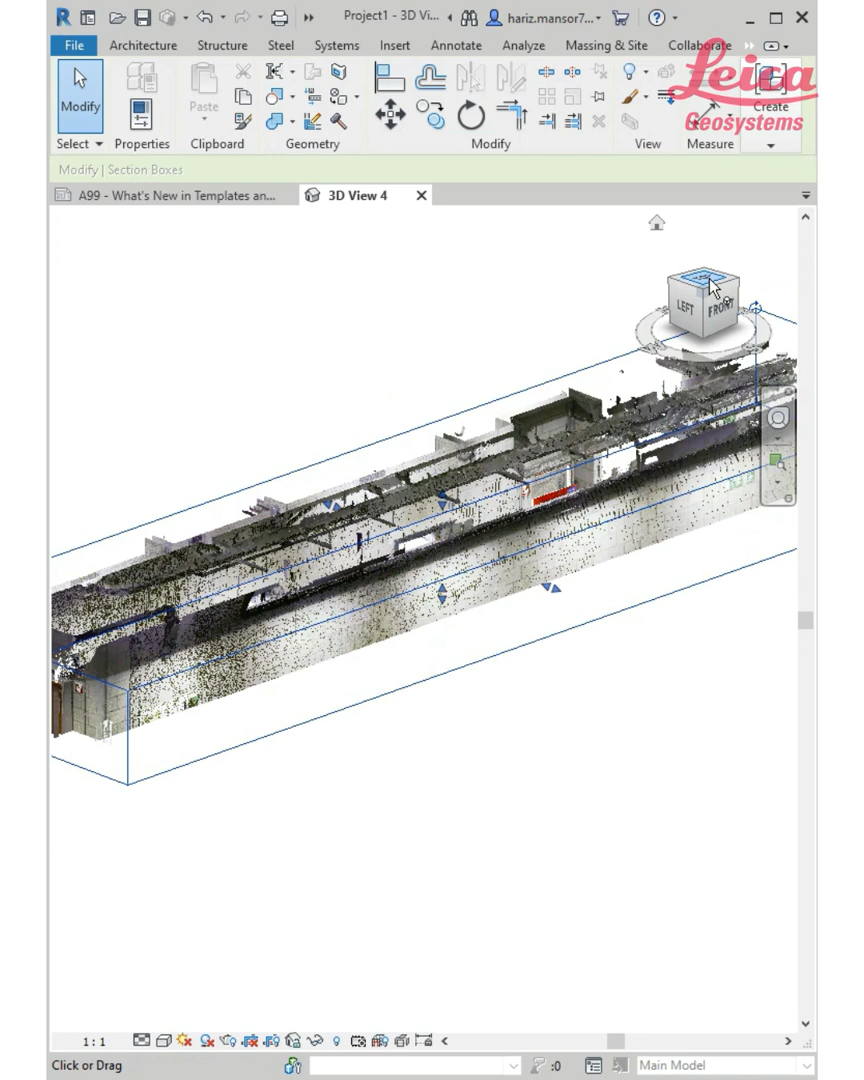 Project1 - 3D Vi...
hariz.mansor7...
File
Architecture
Structure
Steel
Systems
Insert
Annotate
Analyze
Massing & Site
Collaborate
Leica
Geosystems
Modify
Paste
Create
Select
Properties
Clipboard
Geometry
Modify
View
Measure
Modify | Section Boxes
A99 - What's New in Templates an...
3D View 4
LEFT
FRONT
1 : 1
Click or Drag
:0
Main Model